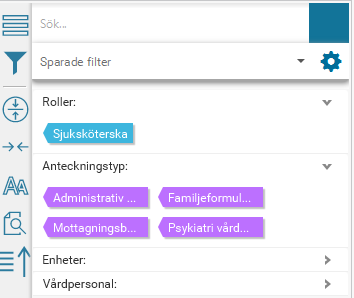 Sök...
Sparade filter
Roller:
Sjuksköterska
Anteckningstyp:
Administrativ ... Familjeformul...
Mottagningsb... Psykiatri vård...
Enheter:
Vårdpersonal: